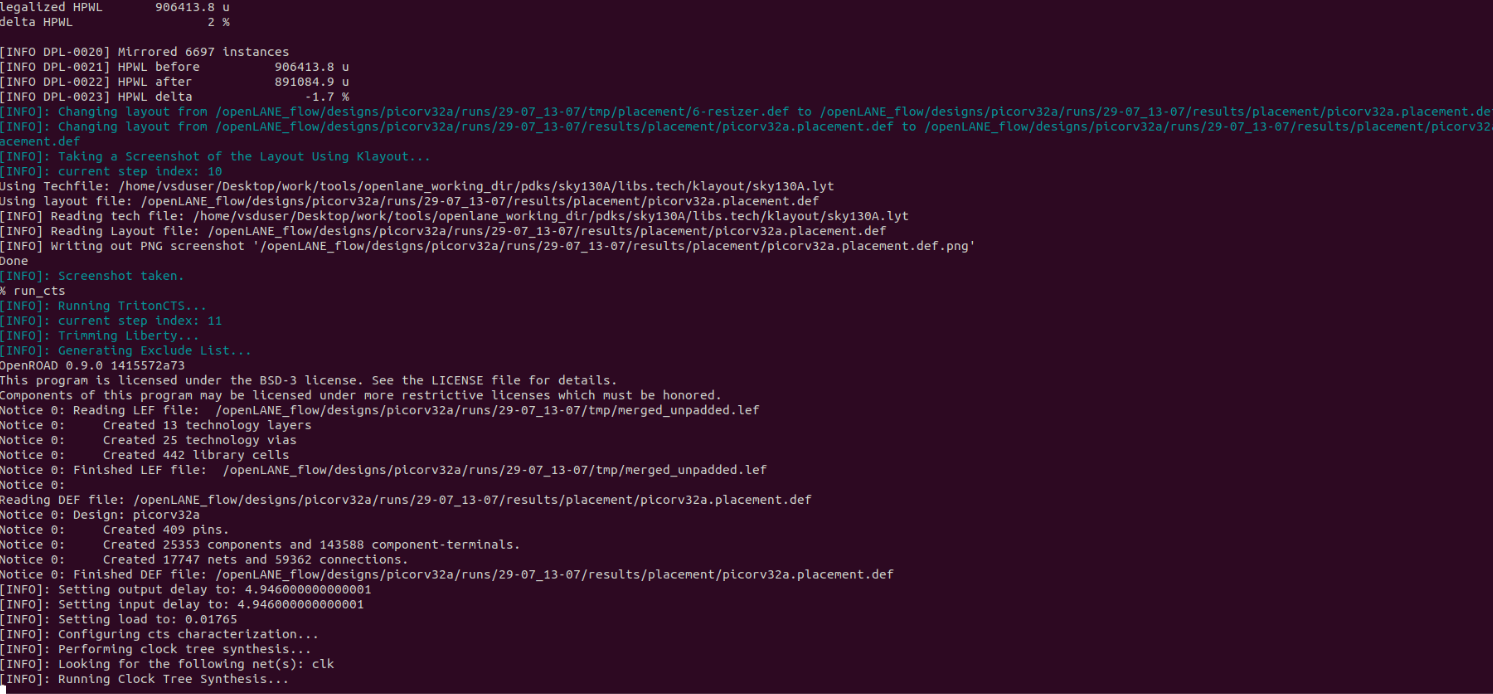 legalized HPWL       906413.8 u
delta HPWL                  2 %
[INFO DPL-0020] Mirrored 6697 instances
[INFO DPL-0021] HPWL before          906413.8 u
[INFO DPL-0022] HPWL after           891084.9 u
[INFO DPL-0023] HPWL delta               -1.7 %
[INFO]: Changing layout from /openLANE_flow/designs/picorv32a/runs/29-07_13-07/tmp/placement/6-resizer.def to /openLANE_flow/designs/picorv32a/runs/29-07_13-07/results/placement/picorv32a.placement.def
[INFO]: Changing layout from /openLANE_flow/designs/picorv32a/runs/29-07_13-07/results/placement/picorv32a.placement.def to /openLANE_flow/designs/picorv32a/runs/29-07_13-07/results/placement/picorv32a
acement.def
[INFO]: Taking a Screenshot of the Layout Using Klayout...
[INFO]: current step index: 10
Using Techfile: /home/vsduser/Desktop/work/tools/openlane_working_dir/pdks/sky130A/libs.tech/klayout/sky130A.lyt
Using layout file: /openLANE_flow/designs/picorv32a/runs/29-07_13-07/results/placement/picorv32a.placement.def
[INFO] Reading tech file: /home/vsduser/Desktop/work/tools/openlane_working_dir/pdks/sky130A/libs.tech/klayout/sky130A.lyt
[INFO] Reading Layout file: /openLANE_flow/designs/picorv32a/runs/29-07_13-07/results/placement/picorv32a.placement.def
[INFO] Writing out PNG screenshot '/openLANE_flow/designs/picorv32a/runs/29-07_13-07/results/placement/picorv32a.placement.def.png'
Done
[INFO]: Screenshot taken.
% run_cts
[INFO]: Running TritonCTS...
[INFO]: current step index: 11
[INFO]: Trimming Liberty...
[INFO]: Generating Exclude List...
OpenROAD 0.9.0 1415572a73
This program is licensed under the BSD-3 license. See the LICENSE file for details.
Components of this program may be licensed under more restrictive licenses which must be honored.
Notice 0: Reading LEF file:  /openLANE_flow/designs/picorv32a/runs/29-07_13-07/tmp/merged_unpadded.lef
Notice 0:     Created 13 technology layers
Notice 0:     Created 25 technology vias
Notice 0:     Created 442 library cells
Notice 0: Finished LEF file:  /openLANE_flow/designs/picorv32a/runs/29-07_13-07/tmp/merged_unpadded.lef
Notice 0:
Reading DEF file: /openLANE_flow/designs/picorv32a/runs/29-07_13-07/results/placement/picorv32a.placement.def
Notice 0: Design: picorv32a
Notice 0:     Created 409 pins.
Notice 0:     Created 25353 components and 143588 component-terminals.
Notice 0:     Created 17747 nets and 59362 connections.
Notice 0: Finished DEF file: /openLANE_flow/designs/picorv32a/runs/29-07_13-07/results/placement/picorv32a.placement.def
[INFO]: Setting output delay to: 4.946000000000001
[INFO]: Setting input delay to: 4.946000000000001
[INFO]: Setting load to: 0.01765
[INFO]: Configuring cts characterization...
[INFO]: Performing clock tree synthesis...
[INFO]: Looking for the following net(s): clk
[INFO]: Running Clock Tree Synthesis...